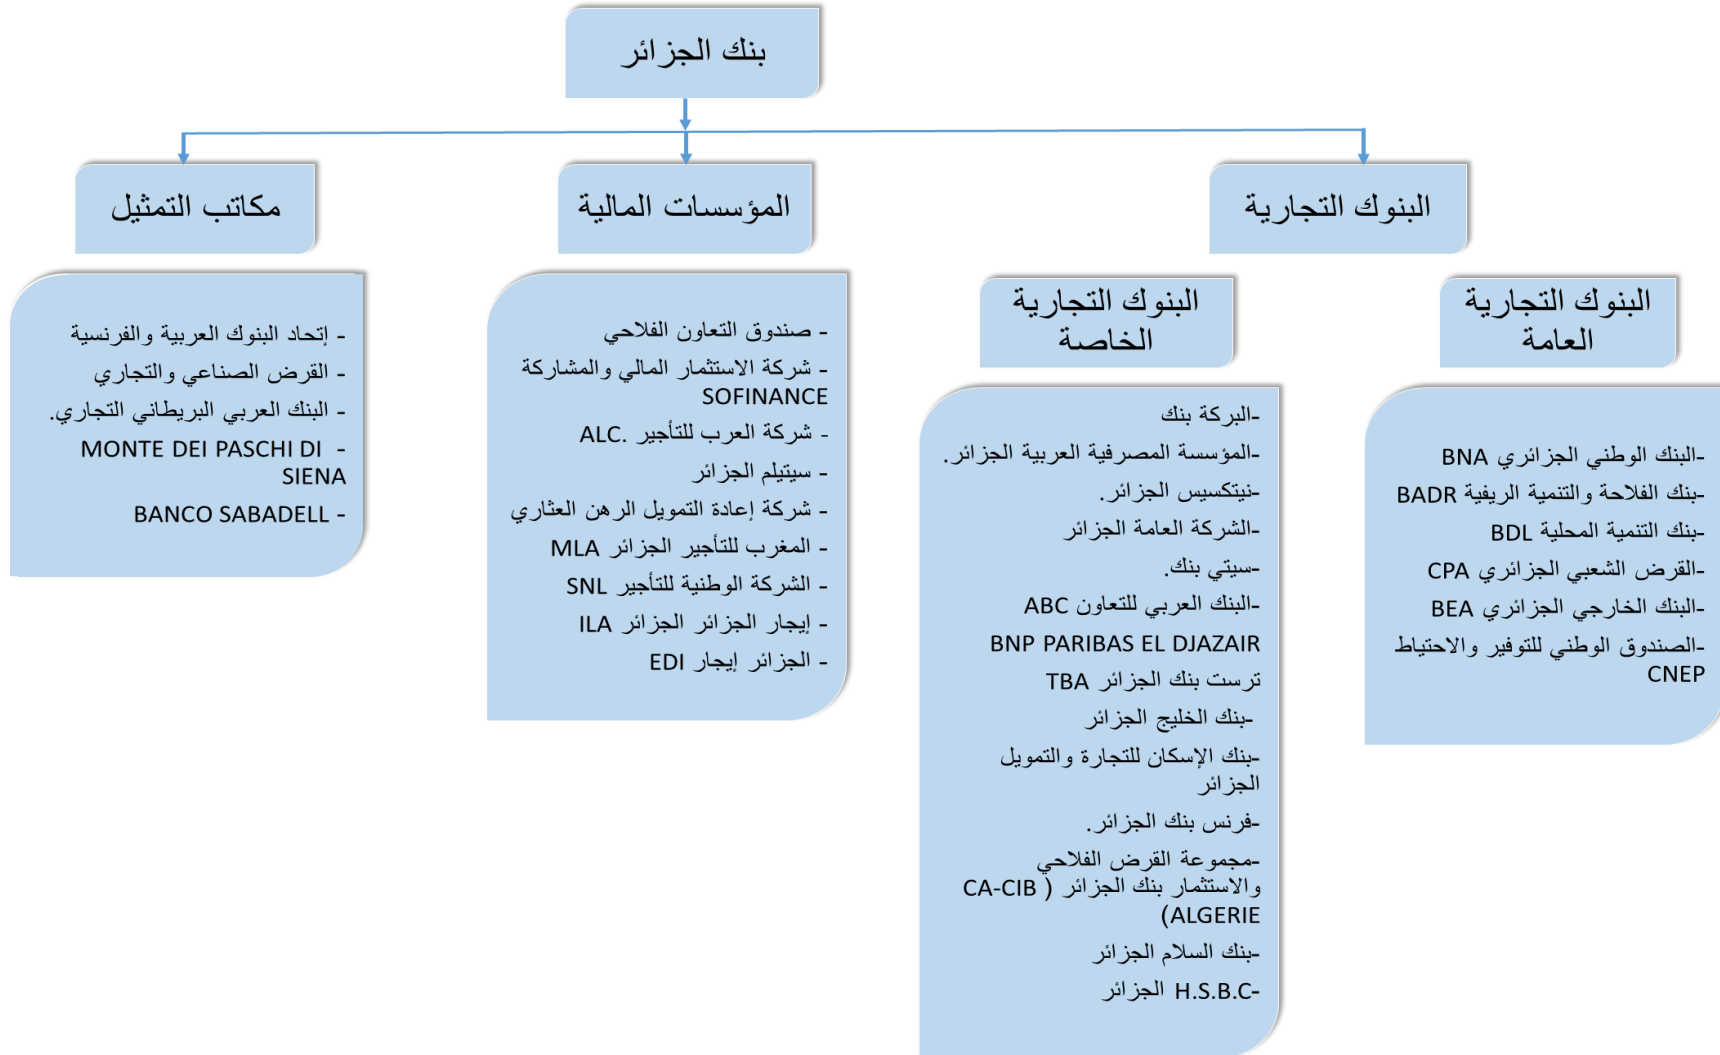 بنك الجزائر
البنوك التجارية
المؤسسات المالية
مكاتب التمثيل
البنوك التجارية
العامة
-البنك الوطني الجزائري BNA
-بنك الفلاحة والتنمية الريفية BADR
-بنك التنمية المحلية BDL
-القرض الشعبي الجزائري CPA
-البنك الخارجي الجزائري BEA
-الصندوق الوطني للتوفير والاحتياط
CNEP
البنوك التجارية
الخاصة
-البركة بنك
-المؤسسة المصرفية العربية الجزائر.
-نيتكسيس الجزائر.
-الشركة العامة الجزائر
-سيتي بنك.
-البنك العربي للتعاون ABC
BNP PARIBAS EL DJAZAIR
ترست بنك الجزائر TBA
-بنك الخليج الجزائر
-بنك الإسكان للتجارة والتمويل
الجزائر
-فرنس بنك الجزائر.
-مجموعة القرض الفلاحي
والاستثمار بنك الجزائر ( CA-CIB
ALGERIE)
-بنك السلام الجزائر
-H.S.B.C الجزائر
- صندوق التعاون الفلاحي
- شركة الاستثمار المالي والمشاركة
SOFINANCE
- شركة العرب للتأجير .ALC
- سيتيلم الجزائر
- شركة إعادة التمويل الرهن العثاري
- المغرب للتأجير الجزائر MLA
- الشركة الوطنية للتأجير SNL
- إيجار الجزائر الجزائر ILA
- الجزائر إيجار EDI
- إتحاد البنوك العربية والفرنسية
- القرض الصناعي والتجاري
- البنك العربي البريطاني التجاري.
- MONTE DEI PASCHI DI
SIENA
- BANCO SABADELL